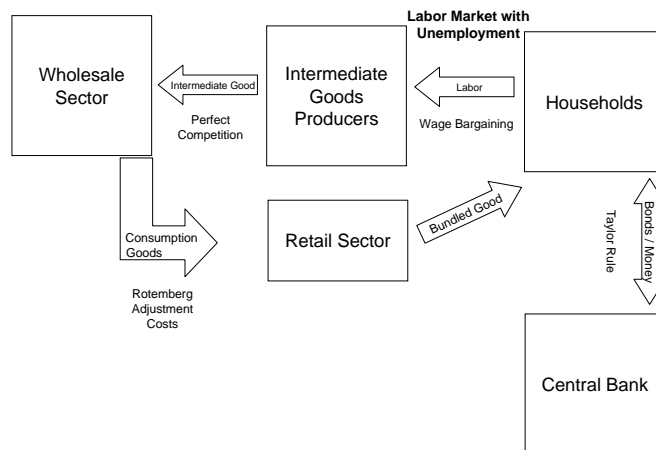 Labor Market with
Unemployment
Wholesale
Sector
Intermediate Good
Perfect
Competition
Intermediate
Goods
Producers
Labor
Wage Bargaining
Households
Consumption
Goods
Rotemberg
Adjustment
Costs
Retail Sector
Bundled Good
Taylor Rule
Bonds / Money
Central Bank